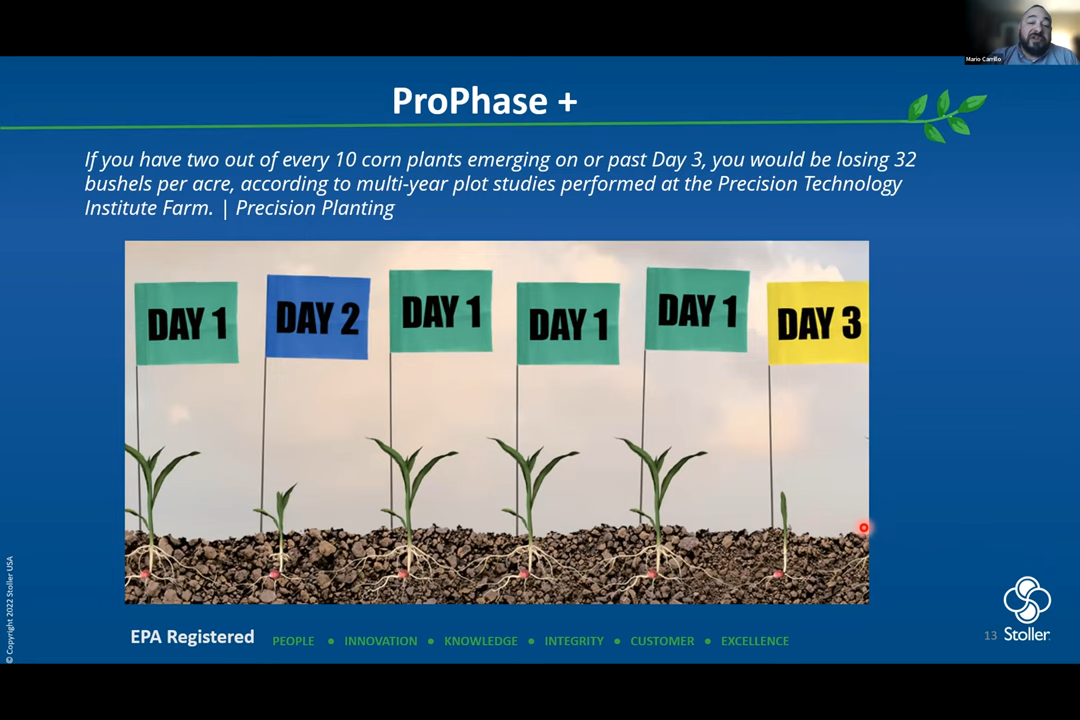 Mario Carrillo
ProPhase +
If you have two out of every 10 corn plants emerging on or past Day 3, you would be losing 32
bushels per acre, according to multi-year plot studies performed at the Precision Technology
Institute Farm. | Precision Planting
DAY 1
DAY 2
DAY 1
DAY 1
DAY 1
DAY 3
© Copyright 2022 Stoller USA
EPA Registered
PEOPLE ● INNOVATION ● KNOWLEDGE ● INTEGRITY ● CUSTOMER ● EXCELLENCE
13
Stoller